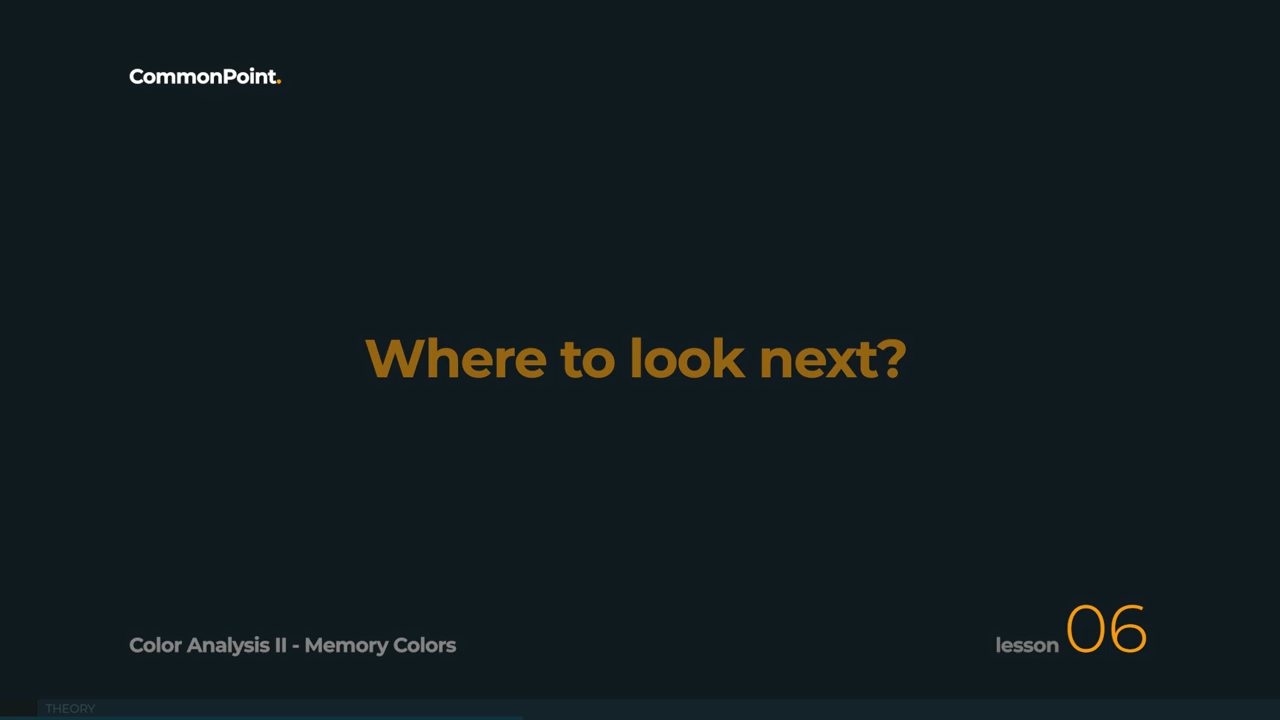 CommonPoint.
Where to look next?
Color Analysis II - Memory Colors
lesson 06
THEORY